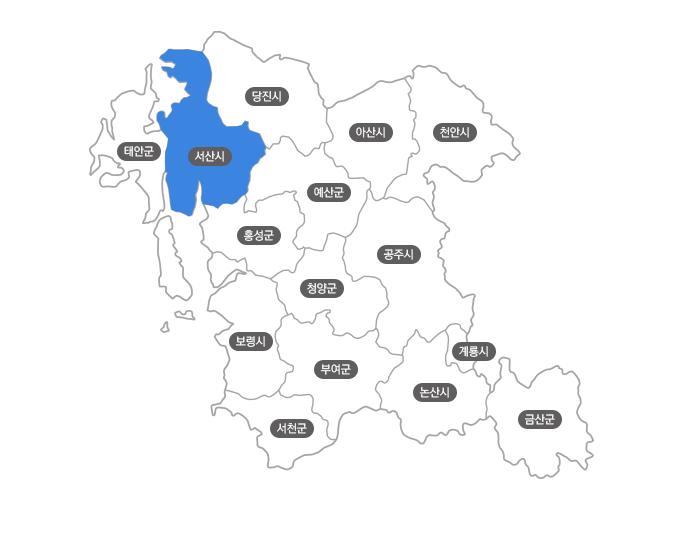 당진시
아산시
천안시
태안군
서산시
예산군
홍성군
공주시
청양군
보령시
계룡시
부여군
논산시
금산군
서천군